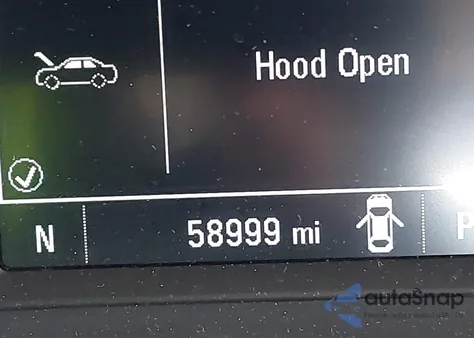 Hood Open
N
58999 mi
P
autoSnap